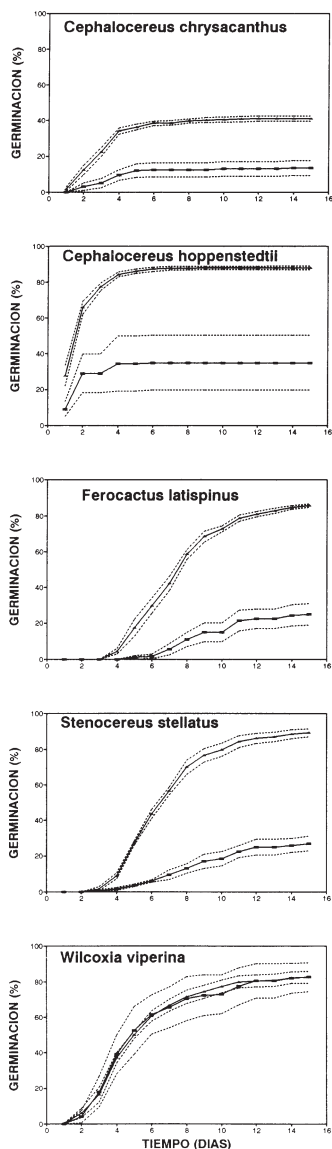 Cephalocereus chrysacanthus
GERMINACION (%)
100
80
60
40
20
0
0 2 4 6 8 10 12 14 16
Cephalocereus hoppenstedtii
GERMINACION (%)
100
80
60
40
20
0
0 2 4 6 8 10 12 14 16
Ferocactus latispinus
GERMINACION (%)
100
80
60
40
20
0
0 2 4 6 8 10 12 14 16
Stenocereus stellatus
GERMINACION (%)
100
80
60
40
20
0
0 2 4 6 8 10 12 14 16
Wilcoxia viperina
GERMINACION (%)
100
80
60
40
20
0
0 2 4 6 8 10 12 14 16
TIEMPO (DIAS)